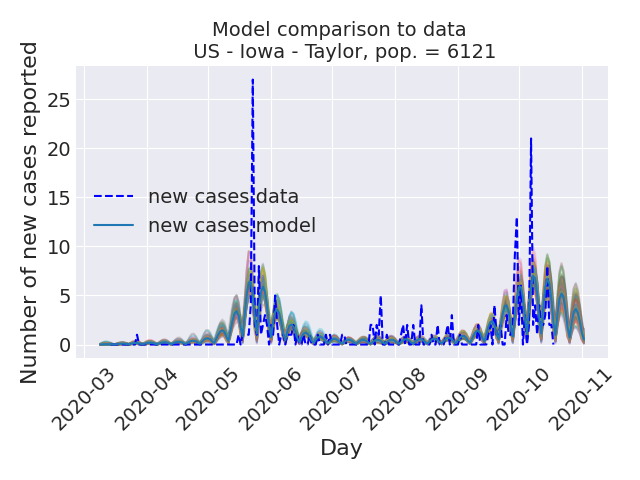 Model comparison to data
US - Iowa - Taylor, pop. = 6121
Number of new cases reported
25
20
15
10
5
0
new cases data
new cases model
2020-03
2020-04
2020-05
2020-06
2020-07
2020-08
2020-09
2020-10
2020-11
Day